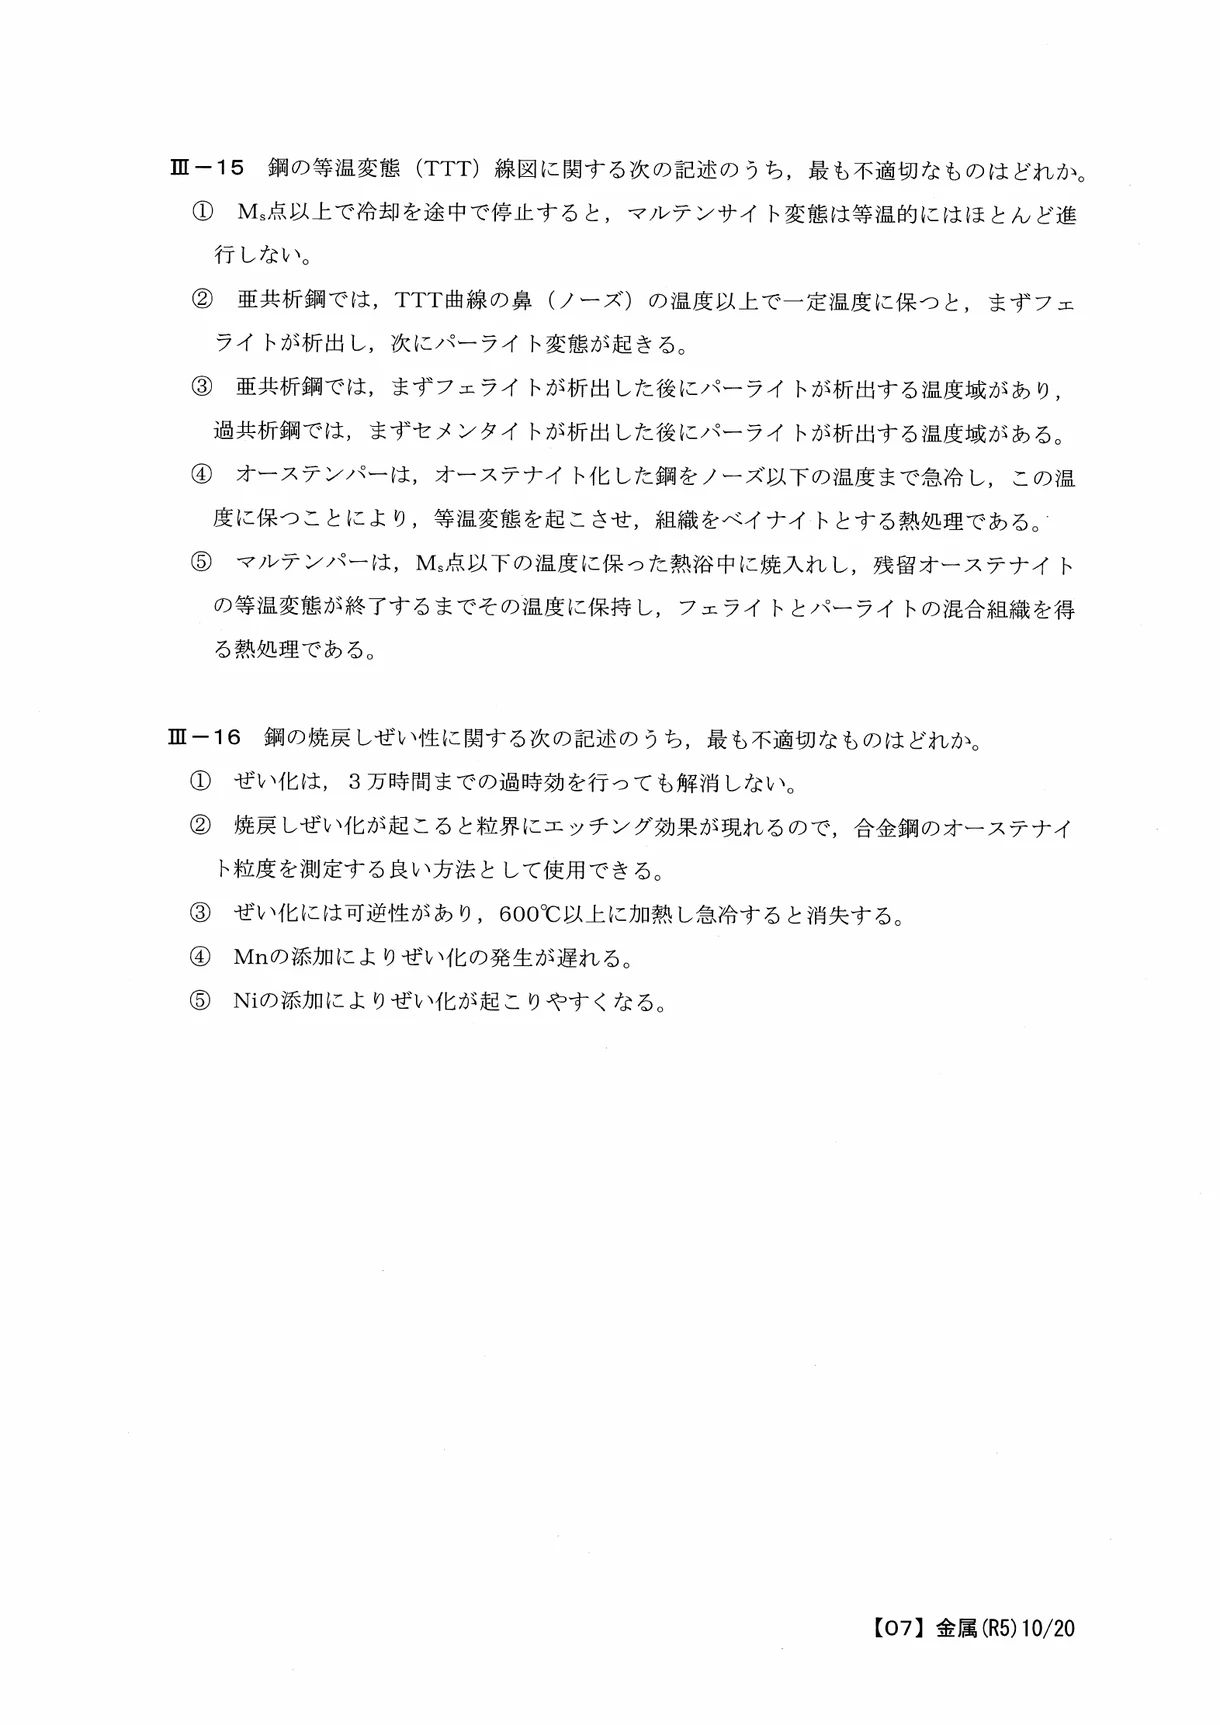 Ⅲ－15　鋼の等温変態（TTT）線図に関する次の記述のうち，最も不適切なものはどれか。
①　Ms点以上で冷却を途中で停止すると，マルテンサイト変態は等温的にはほとんど進
行しない。
②　亜共析鋼では，TTT曲線の鼻（ノーズ）の温度以上で一定温度に保つと，まずフェ
ライトが析出し，次にパーライト変態が起きる。
③　亜共析鋼では，まずフェライトが析出した後にパーライトが析出する温度域があり，
過共析鋼では，まずセメンタイトが析出した後にパーライトが析出する温度域がある。
④　オーステンパーは，オーステナイト化した鋼をノーズ以下の温度まで急冷し，この温
度に保つことにより，等温変態を起こさせ，組織をベイナイトとする熱処理である。
⑤　マルテンパーは，Ms点以下の温度に保った熱浴中に焼入れし，残留オーステナイト
の等温変態が終了するまでその温度に保持し，フェライトとパーライトの混合組織を得
る熱処理である。
Ⅲ－16　鋼の焼戻しぜい性に関する次の記述のうち，最も不適切なものはどれか。
①　ぜい化は，３万時間までの過時効を行っても解消しない。
②　焼戻しぜい化が起こると粒界にエッチング効果が現れるので，合金鋼のオーステナイ
ト粒度を測定する良い方法として使用できる。
③　ぜい化には可逆性があり，600℃以上に加熱し急冷すると消失する。
④　Mnの添加によりぜい化の発生が遅れる。
⑤　Niの添加によりぜい化が起こりやすくなる。
【07】金属(R5)10/20